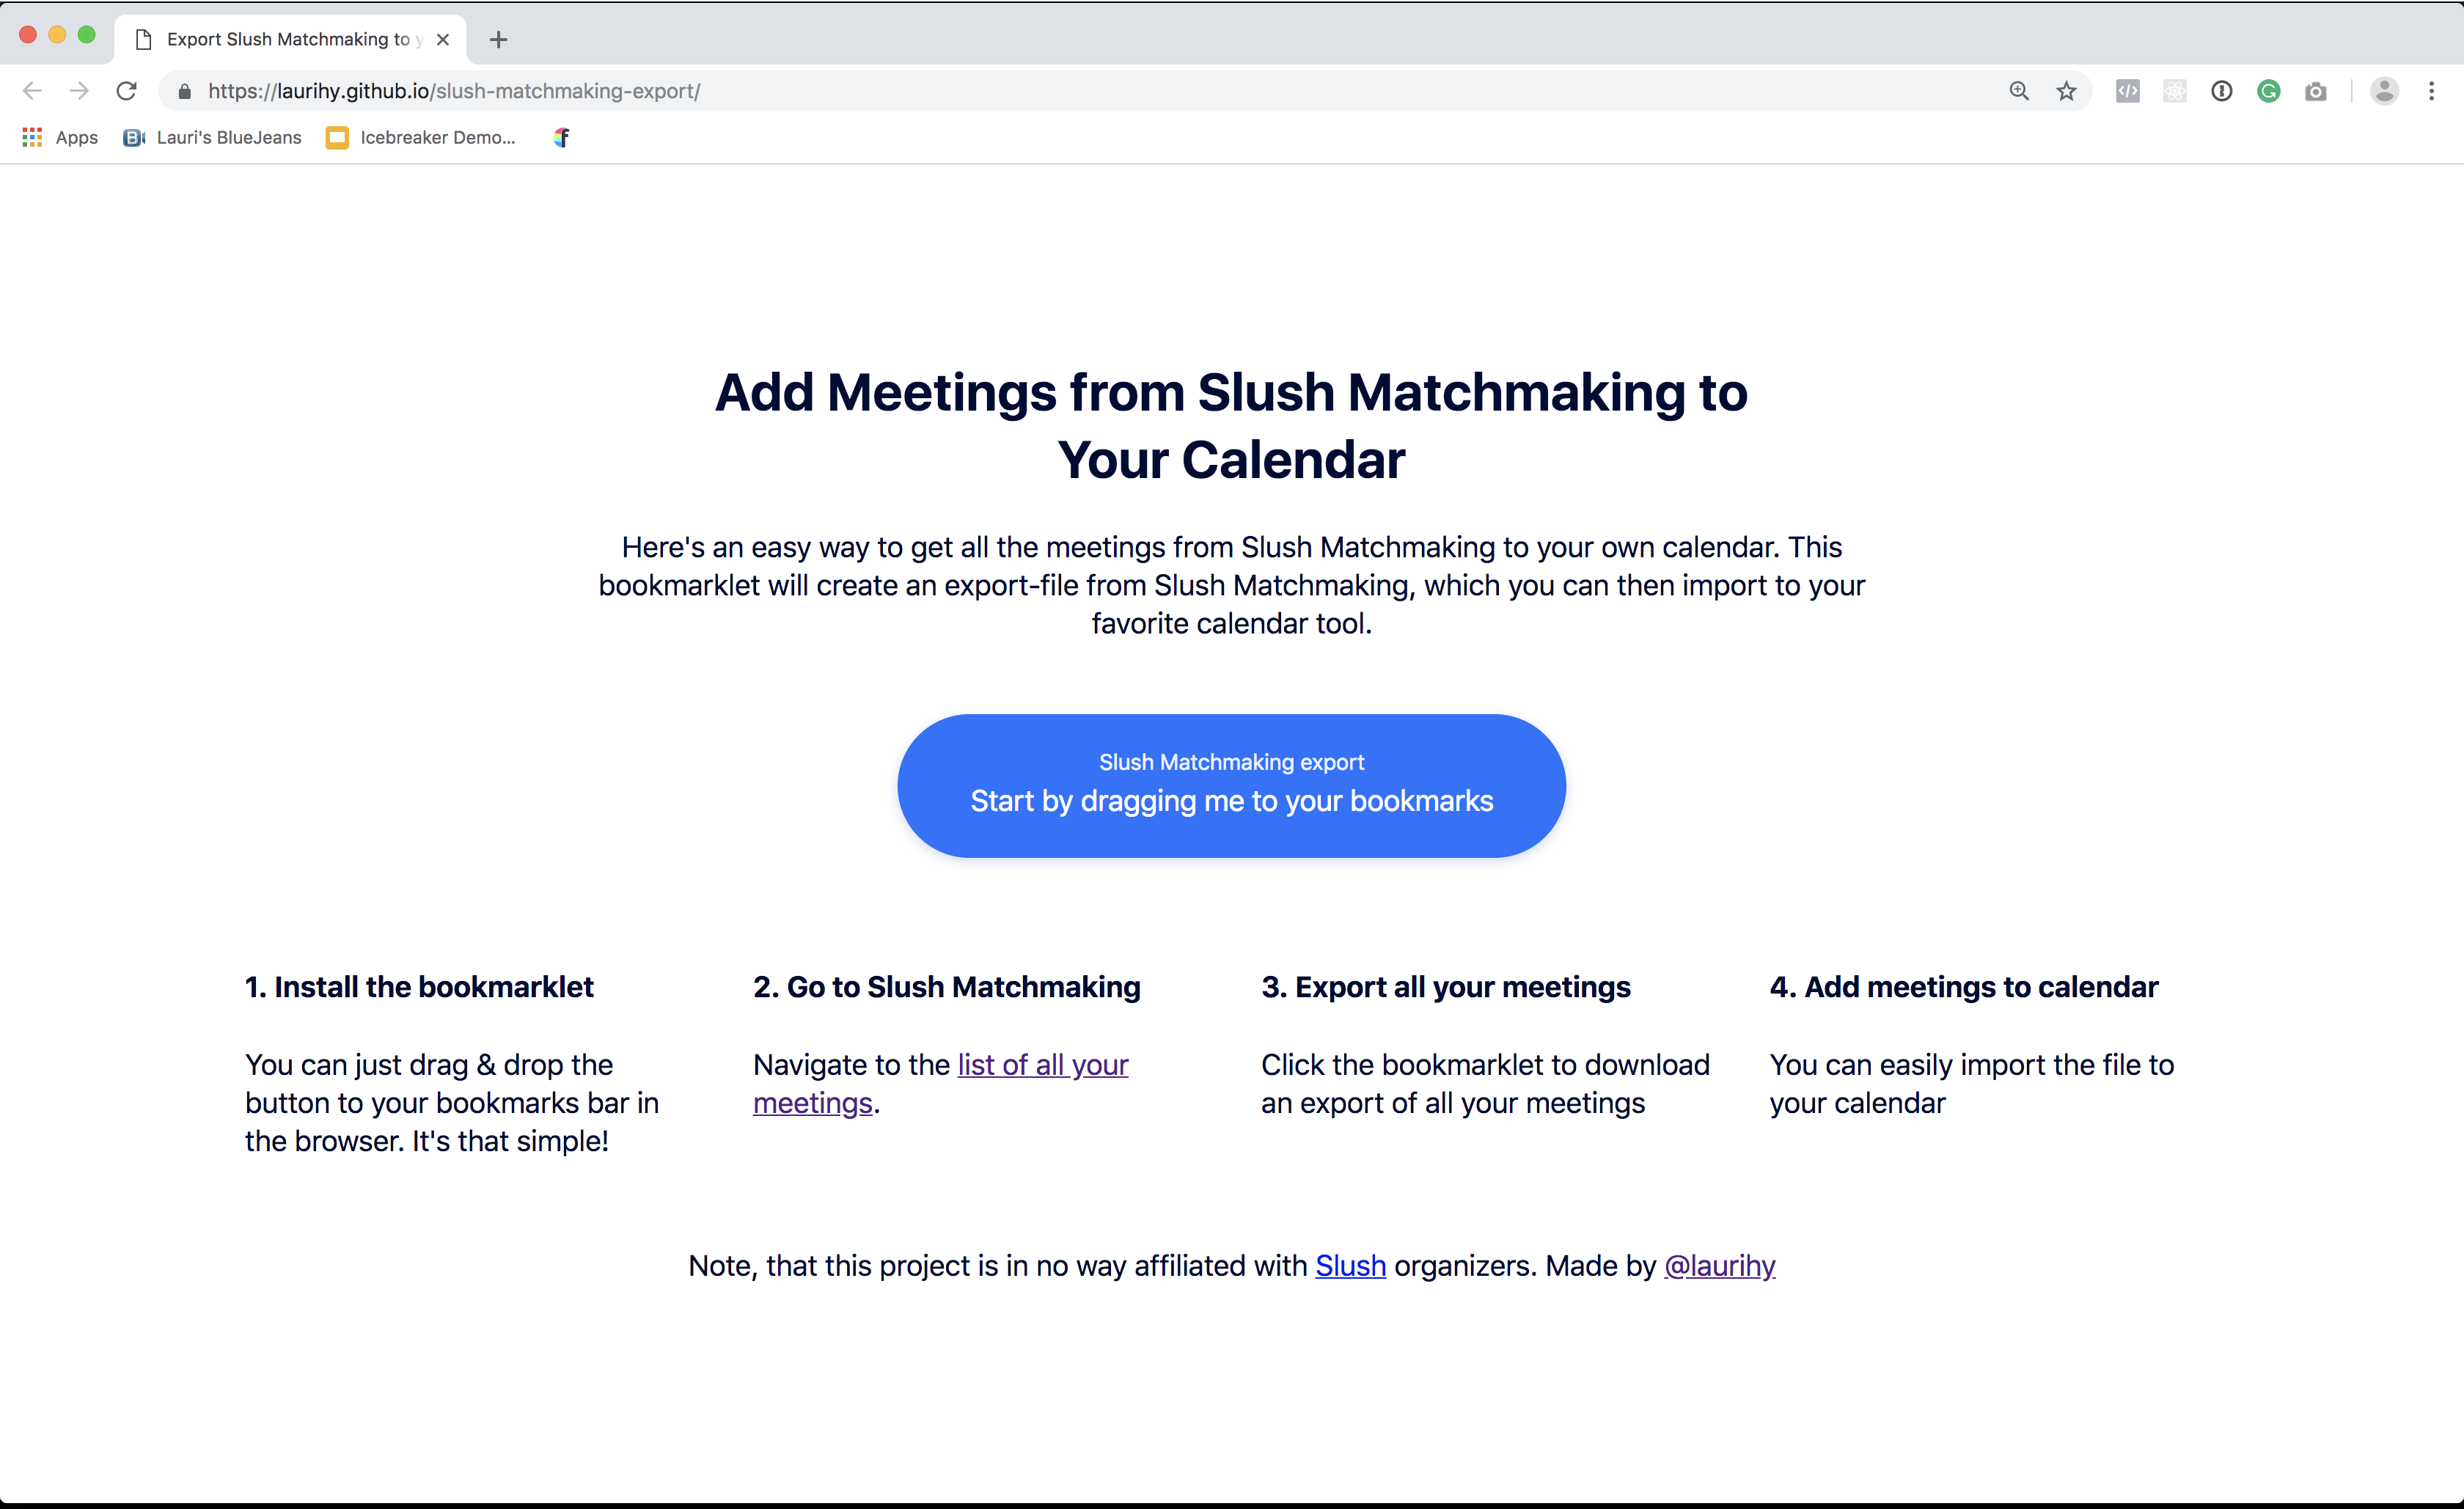 Export Slush Matchmaking to y
https://laurihy.github.io/slush-matchmaking-export/
Apps
Lauri's BlueJeans
Icebreaker Demo...
Add Meetings from Slush Matchmaking to
Your Calendar
Here's an easy way to get all the meetings from Slush Matchmaking to your own calendar. This
bookmarklet will create an export-file from Slush Matchmaking, which you can then import to your
favorite calendar tool.
Slush Matchmaking export
Start by dragging me to your bookmarks
1. Install the bookmarklet
You can just drag & drop the
button to your bookmarks bar in
the browser. It's that simple!
2. Go to Slush Matchmaking
Navigate to the list of all your
meetings.
3. Export all your meetings
Click the bookmarklet to download
an export of all your meetings
4. Add meetings to calendar
You can easily import the file to
your calendar
Note, that this project is in no way affiliated with Slush organizers. Made by @laurihy